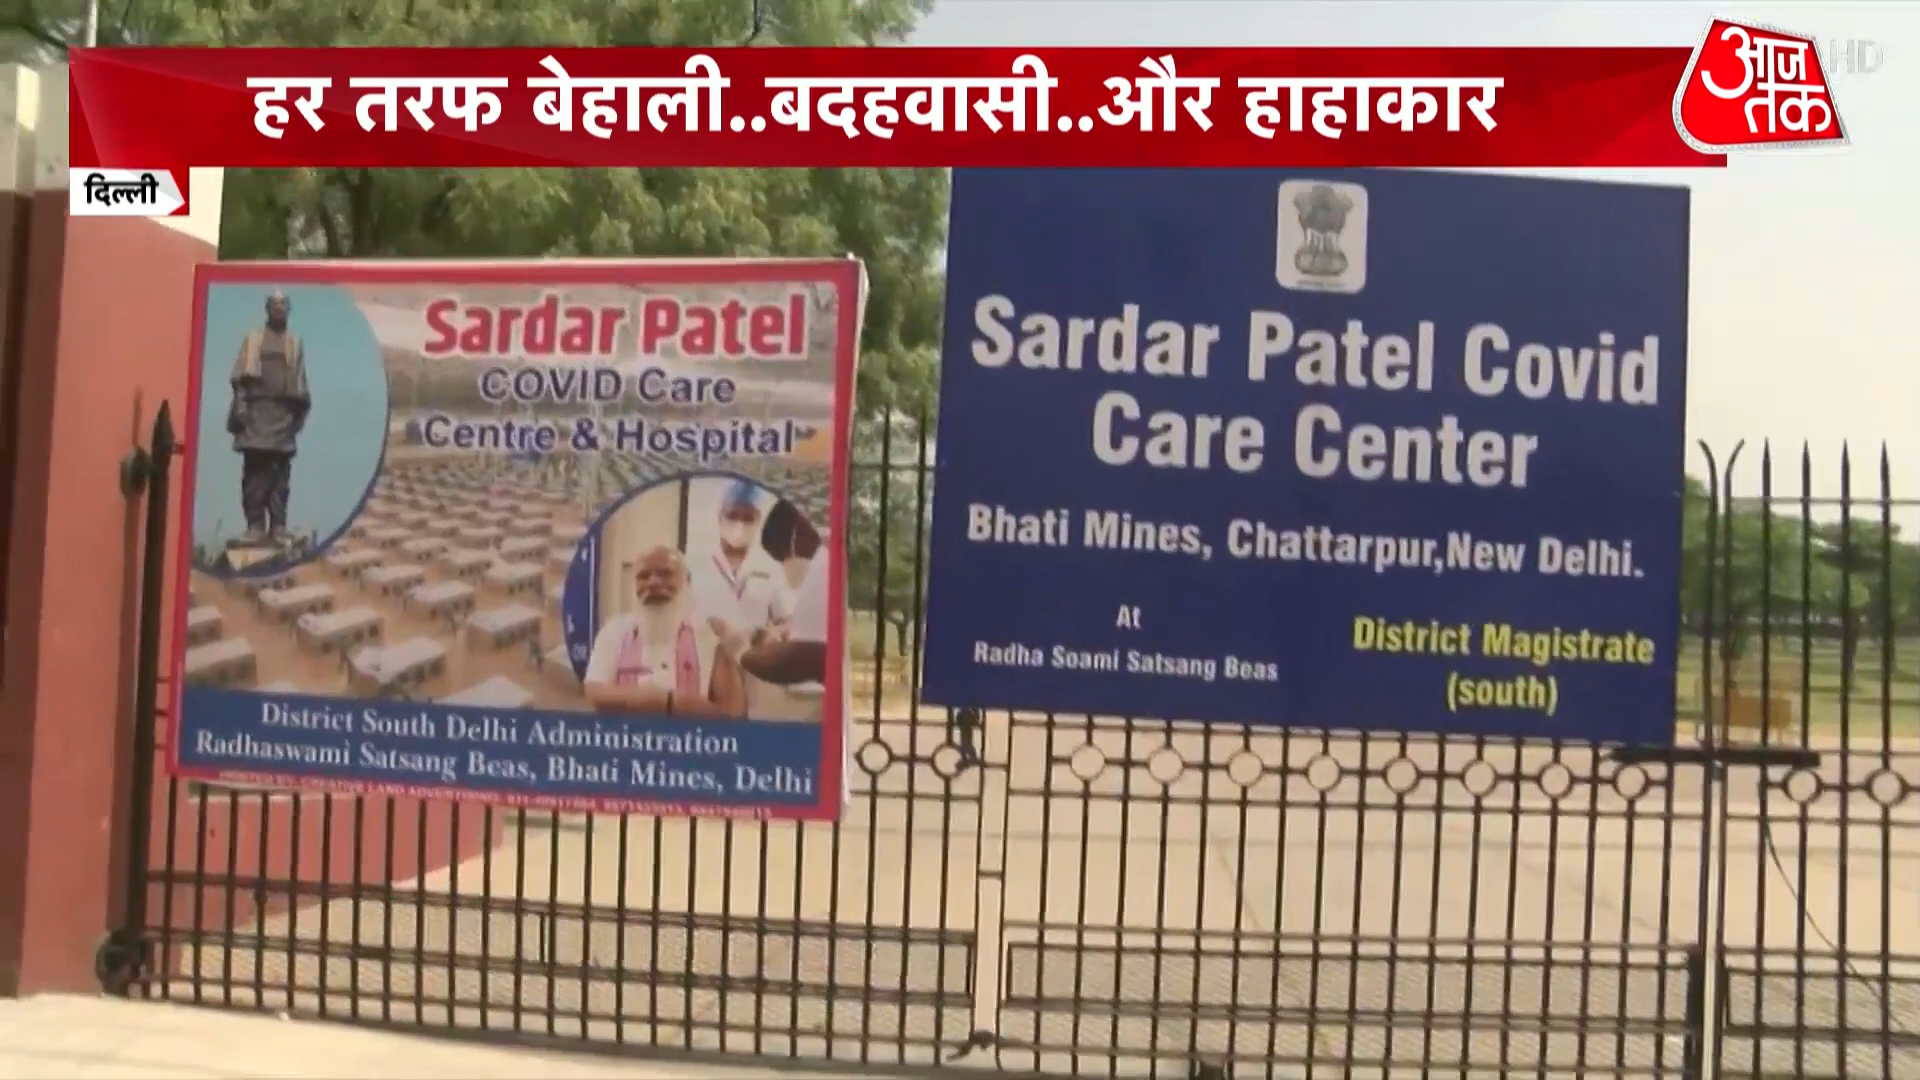 हर तरफ बेहाली..बदहवासी..और हाहाकार
आज तक
HD
दिल्ली
Sardar Patel
COVID Care
Centre & Hospital
District South Delhi Administration
Radhaswami Satsang Beas, Bhati Mines, Delhi
Sardar Patel Covid
Care Center
Bhati Mines, Chattarpur,New Delhi.
At
Radha Soami Satsang Beas
District Magistrate
(south)